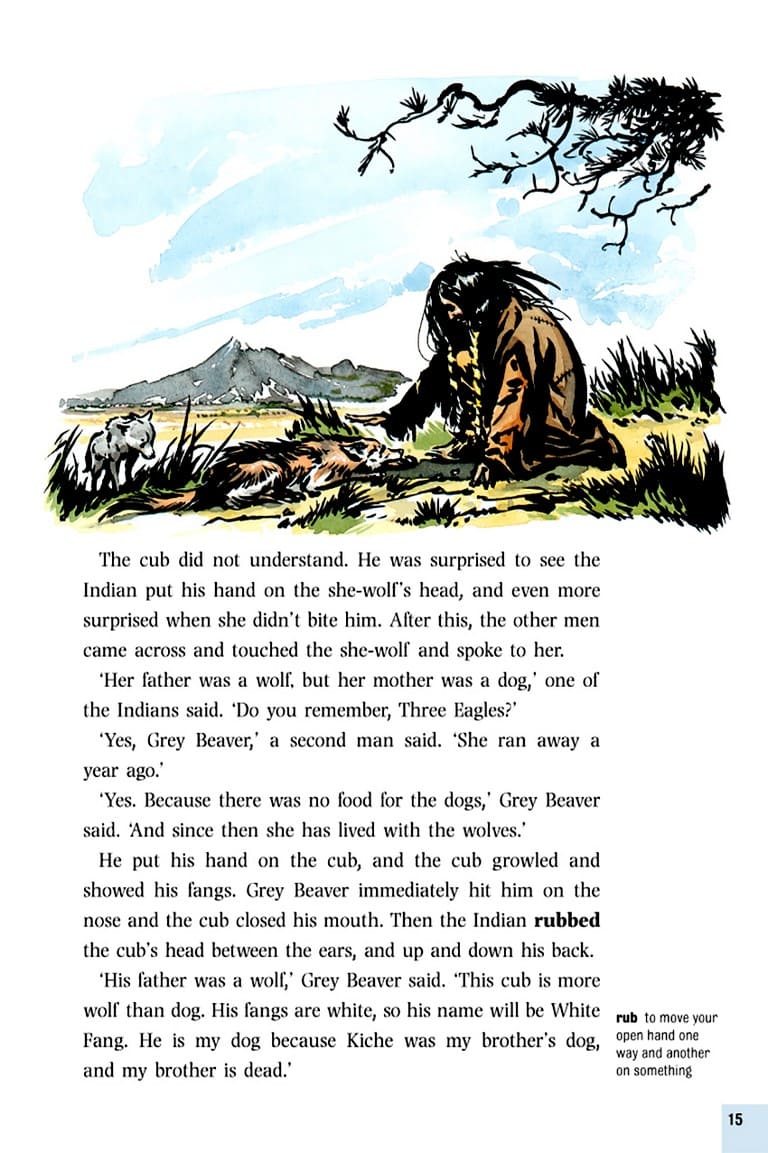 The cub did not understand. He was surprised to see the
Indian put his hand on the she-wolf's head, and even more
surprised when she didn't bite him. After this, the other men
came across and touched the she-wolf and spoke to her.
‘Her father was a wolf, but her mother was a dog,’ one of
the Indians said. ‘Do you remember, Three Eagles?’
‘Yes, Grey Beaver,’ a second man said. ‘She ran away a
year ago.’
‘Yes. Because there was no food for the dogs,’ Grey Beaver
said. ‘And since then she has lived with the wolves.’
He put his hand on the cub, and the cub growled and
showed his fangs. Grey Beaver immediately hit him on the
nose and the cub closed his mouth. Then the Indian rubbed
the cub's head between the ears, and up and down his back.
‘His father was a wolf,’ Grey Beaver said. ‘This cub is more
wolf than dog. His fangs are white, so his name will be White
Fang. He is my dog because Kiche was my brother's dog,
and my brother is dead.’
rub to move your
open hand one
way and another
on something
15